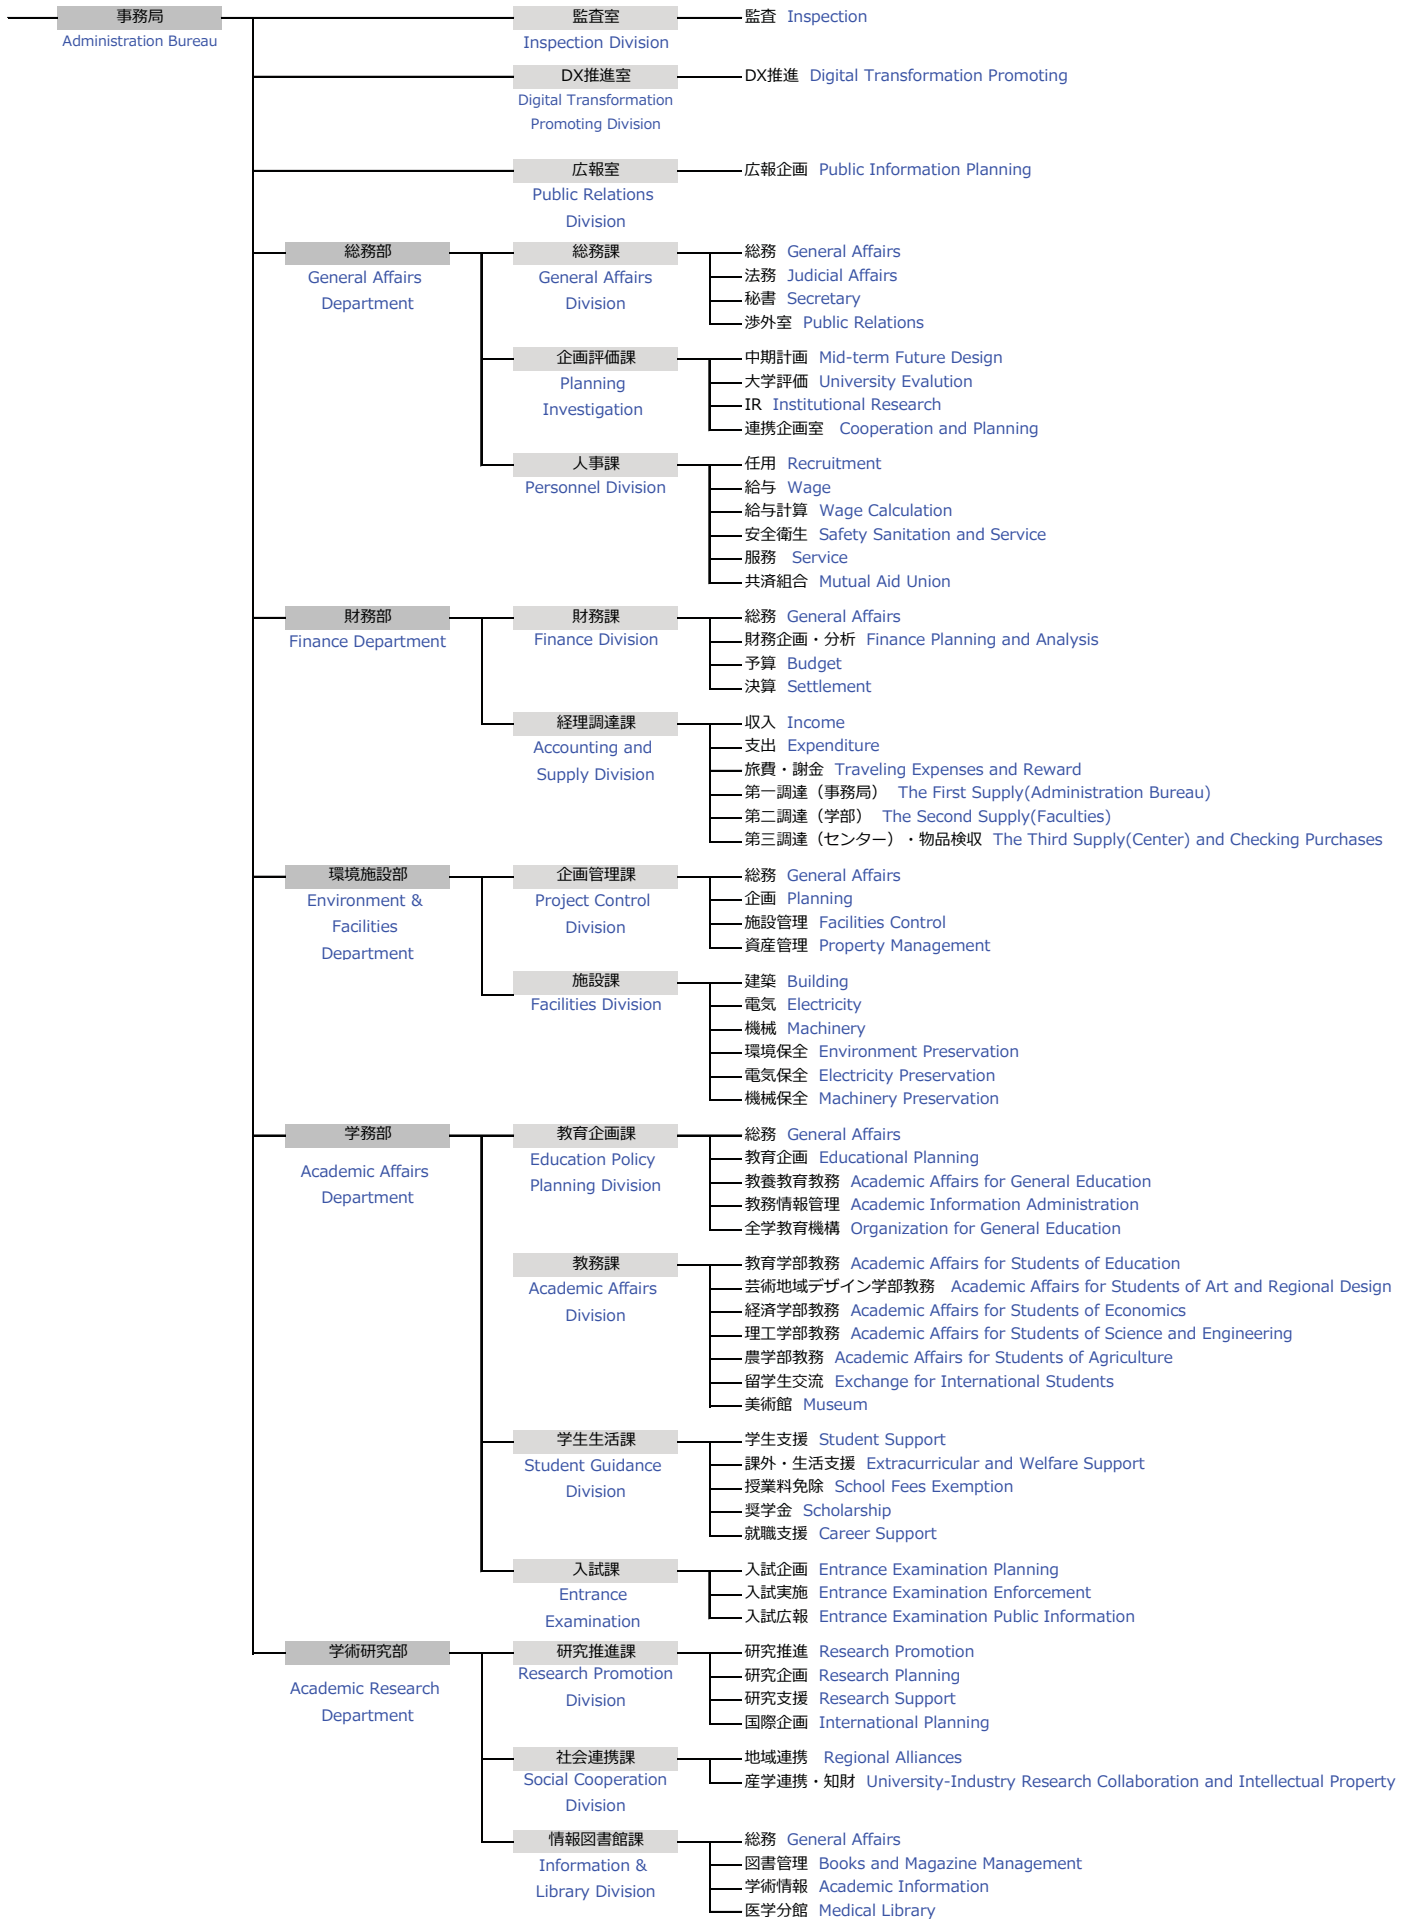 事務局
Administration Bureau
監査室
Inspection Division
監査 Inspection
DX推進室
Digital Transformation
Promoting Division
DX推進 Digital Transformation Promoting
広報室
Public Relations
Division
広報企画 Public Information Planning
総務部
General Affairs
Department
総務課
General Affairs
Division
総務 General Affairs
法務 Judicial Affairs
秘書 Secretary
渉外室 Public Relations
企画評価課
Planning
Investigation
中期計画 Mid-term Future Design
大学評価 University Evalution
IR Institutional Research
連携企画室 Cooperation and Planning
人事課
Personnel Division
任用 Recruitment
給与 Wage
給与計算 Wage Calculation
安全衛生 Safety Sanitation and Service
服務 Service
共済組合 Mutual Aid Union
財務部
Finance Department
財務課
Finance Division
総務 General Affairs
財務企画・分析 Finance Planning and Analysis
予算 Budget
決算 Settlement
経理調達課
Accounting and
Supply Division
収入 Income
支出 Expenditure
旅費・謝金 Traveling Expenses and Reward
第一調達（事務局） The First Supply(Administration Bureau)
第二調達（学部） The Second Supply(Faculties)
第三調達（センター）・物品検収 The Third Supply(Center) and Checking Purchases
環境施設部
Environment &
Facilities
Department
企画管理課
Project Control
Division
総務 General Affairs
企画 Planning
施設管理 Facilities Control
資産管理 Property Management
施設課
Facilities Division
建築 Building
電気 Electricity
機械 Machinery
環境保全 Environment Preservation
電気保全 Electricity Preservation
機械保全 Machinery Preservation
学務部
Academic Affairs
Department
教育企画課
Education Policy
Planning Division
総務 General Affairs
教育企画 Educational Planning
教養教育教務 Academic Affairs for General Education
教務情報管理 Academic Information Administration
全学教育機構 Organization for General Education
教務課
Academic Affairs
Division
教育学部教務 Academic Affairs for Students of Education
芸術地域デザイン学部教務 Academic Affairs for Students of Art and Regional Design
経済学部教務 Academic Affairs for Students of Economics
理工学部教務 Academic Affairs for Students of Science and Engineering
農学部教務 Academic Affairs for Students of Agriculture
留学生交流 Exchange for International Students
美術館 Museum
学生生活課
Student Guidance
Division
学生支援 Student Support
課外・生活支援 Extracurricular and Welfare Support
授業料免除 School Fees Exemption
奨学金 Scholarship
就職支援 Career Support
入試課
Entrance
Examination
入試企画 Entrance Examination Planning
入試実施 Entrance Examination Enforcement
入試広報 Entrance Examination Public Information
学術研究部
Academic Research
Department
研究推進課
Research Promotion
Division
研究推進 Research Promotion
研究企画 Research Planning
研究支援 Research Support
国際企画 International Planning
社会連携課
Social Cooperation
Division
地域連携 Regional Alliances
産学連携・知財 University-Industry Research Collaboration and Intellectual Property
情報図書館課
Information &
Library Division
総務 General Affairs
図書管理 Books and Magazine Management
学術情報 Academic Information
医学分館 Medical Library